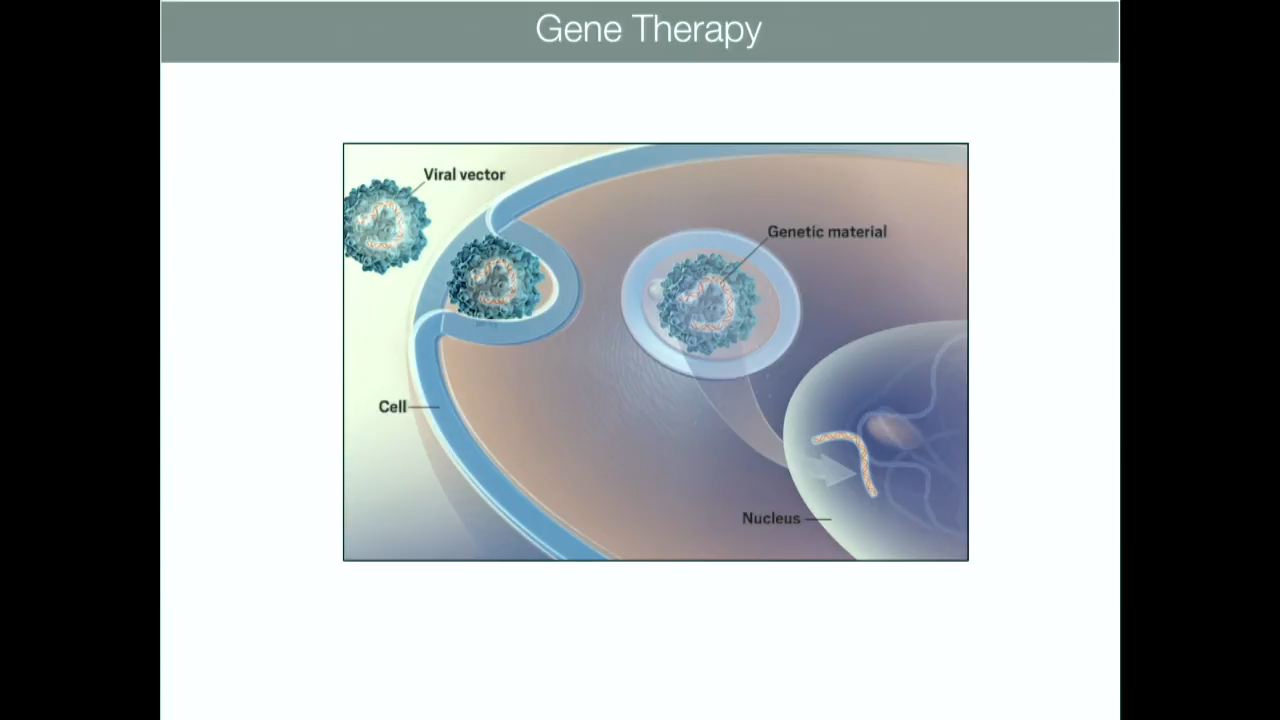 Gene Therapy
Viral vector
Genetic material
Cell
Nucleus